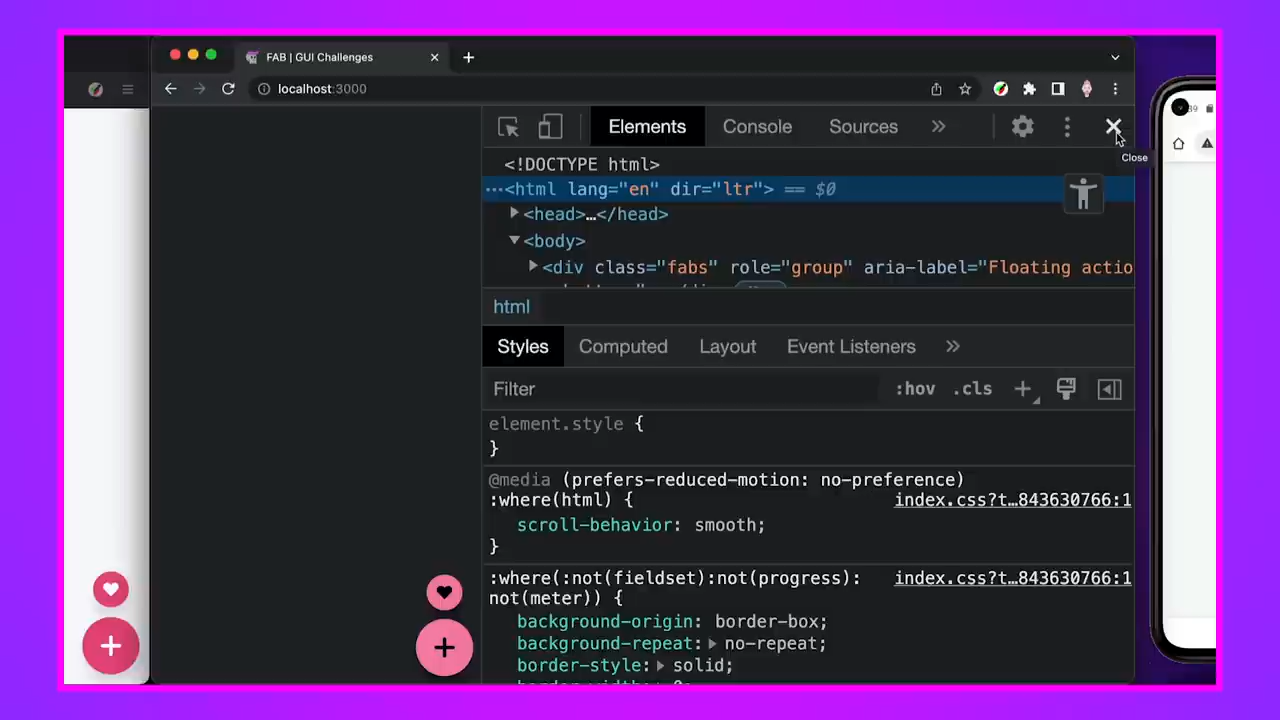 FAB | GUI Challenges
localhost:3000
Elements Console Sources
Close
<!DOCTYPE html>
…<html lang="en" dir="ltr"> == $0
<head>…</head>
<body>
<div class="fabs" role="group" aria-label="Floating actio
html
Styles Computed Layout Event Listeners
Filter :hov .cls
element.style {
}
@media (prefers-reduced-motion: no-preference)
:where(html) { index.css?t…843630766:1
scroll-behavior: smooth;
}
:where(:not(fieldset):not(progress): index.css?t…843630766:1
not(meter)) {
background-origin: border-box;
background-repeat: no-repeat;
border-style: solid;